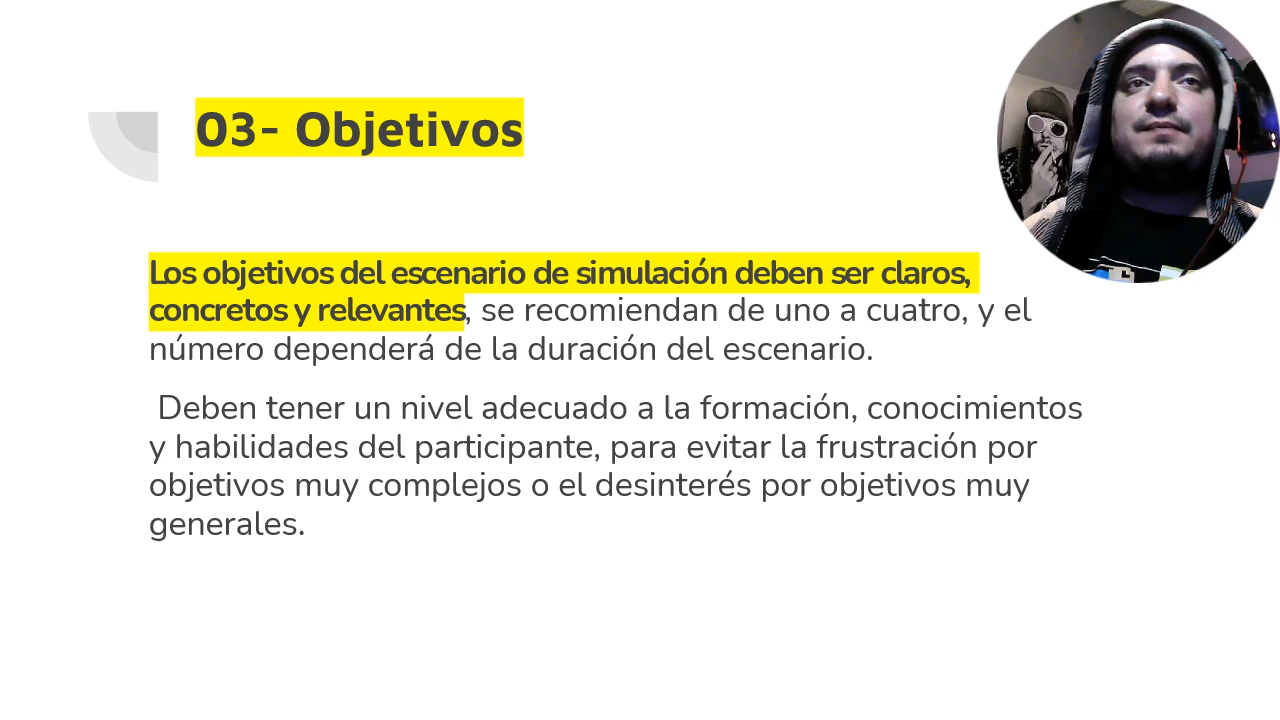 03- Objetivos
Los objetivos del escenario de simulación deben ser claros,
concretos y relevantes, se recomiendan de uno a cuatro, y el
número dependerá de la duración del escenario.
Deben tener un nivel adecuado a la formación, conocimientos
y habilidades del participante, para evitar la frustración por
objetivos muy complejos o el desinterés por objetivos muy
generales.